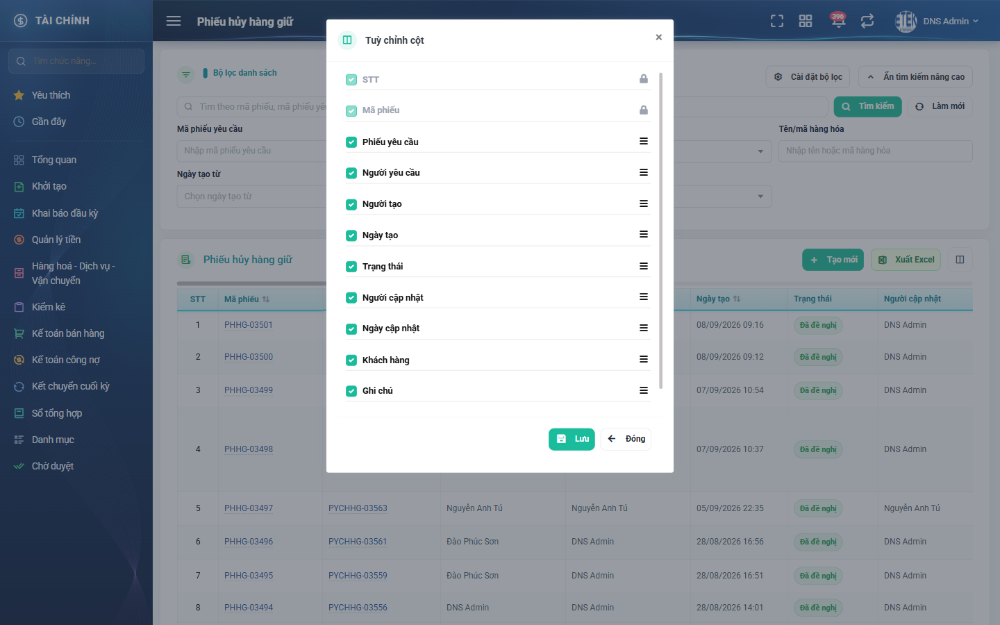 TÀI CHÍNH
Phiếu hủy hàng giữ
396
DNS Admin
Tìm chức năng...
Yêu thích
Gần đây
Tổng quan
Khởi tạo
Khai báo đầu kỳ
Quản lý tiền
Hàng hoá - Dịch vụ -
Vận chuyển
Kiểm kê
Kế toán bán hàng
Kế toán công nợ
Kết chuyển cuối kỳ
Sổ tổng hợp
Danh mục
Chờ duyệt
Bộ lọc danh sách
Cài đặt bộ lọc
Ẩn tìm kiếm nâng cao
Tìm theo mã phiếu, mã phiếu yê
Tìm kiếm
Làm mới
Mã phiếu yêu cầu
Tên/mã hàng hóa
Nhập mã phiếu yêu cầu
Nhập tên hoặc mã hàng hóa
Ngày tạo từ
Chọn ngày tạo từ
Tuỳ chỉnh cột
×
STT
Mã phiếu
Phiếu yêu cầu
Người yêu cầu
Người tạo
Ngày tạo
Trạng thái
Người cập nhật
Ngày cập nhật
Khách hàng
Ghi chú
Lưu
Đóng
Phiếu hủy hàng giữ
Tạo mới
Xuất Excel
STT Mã phiếu Ngày tạo Trạng thái Người cập nhật
1 PHHG-03501 08/09/2026 09:16 Đã đề nghị DNS Admin
2 PHHG-03500 08/09/2026 09:12 Đã đề nghị DNS Admin
3 PHHG-03499 07/09/2026 10:54 Đã đề nghị DNS Admin
4 PHHG-03498 07/09/2026 10:37 Đã đề nghị DNS Admin
5 PHHG-03497 PYCHHG-03563 Nguyễn Anh Tú Nguyễn Anh Tú 05/09/2026 22:35 Đã đề nghị Nguyễn Anh Tú
6 PHHG-03496 PYCHHG-03561 Đào Phúc Sơn DNS Admin 28/08/2026 16:56 Đã đề nghị DNS Admin
7 PHHG-03495 PYCHHG-03559 Đào Phúc Sơn DNS Admin 28/08/2026 16:51 Đã đề nghị DNS Admin
8 PHHG-03494 PYCHHG-03556 DNS Admin DNS Admin 28/08/2026 14:01 Đã đề nghị DNS Admin